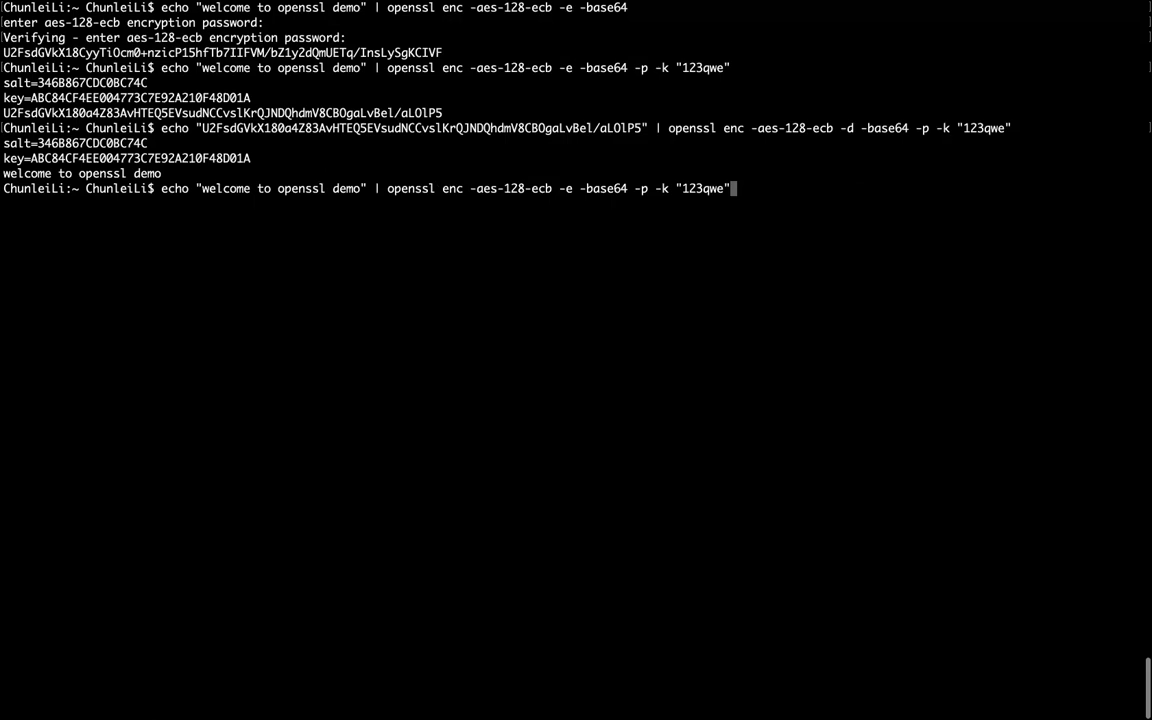 ChunleiLi:~ ChunleiLi$ echo "welcome to openssl demo" | openssl enc -aes-128-ecb -e -base64
enter aes-128-ecb encryption password:
Verifying - enter aes-128-ecb encryption password:
U2FsdGVkX18CyyTiOcm0+nzicP15hfTb7IIFVM/bZ1y2dQmUETq/InsLySgKCIVF
ChunleiLi:~ ChunleiLi$ echo "welcome to openssl demo" | openssl enc -aes-128-ecb -e -base64 -p -k "123qwe"
salt=346B867CDC0BC74C
key=ABC84CF4EE004773C7E92A210F48D01A
U2FsdGVkX180a4Z83AvHTEQ5EVsudNCCvslKrQJNDQhdmV8CBOgaLvBel/aLOlP5
ChunleiLi:~ ChunleiLi$ echo "U2FsdGVkX180a4Z83AvHTEQ5EVsudNCCvslKrQJNDQhdmV8CBOgaLvBel/aLOlP5" | openssl enc -aes-128-ecb -d -base64 -p -k "123qwe"
salt=346B867CDC0BC74C
key=ABC84CF4EE004773C7E92A210F48D01A
welcome to openssl demo
ChunleiLi:~ ChunleiLi$ echo "welcome to openssl demo" | openssl enc -aes-128-ecb -e -base64 -p -k "123qwe"